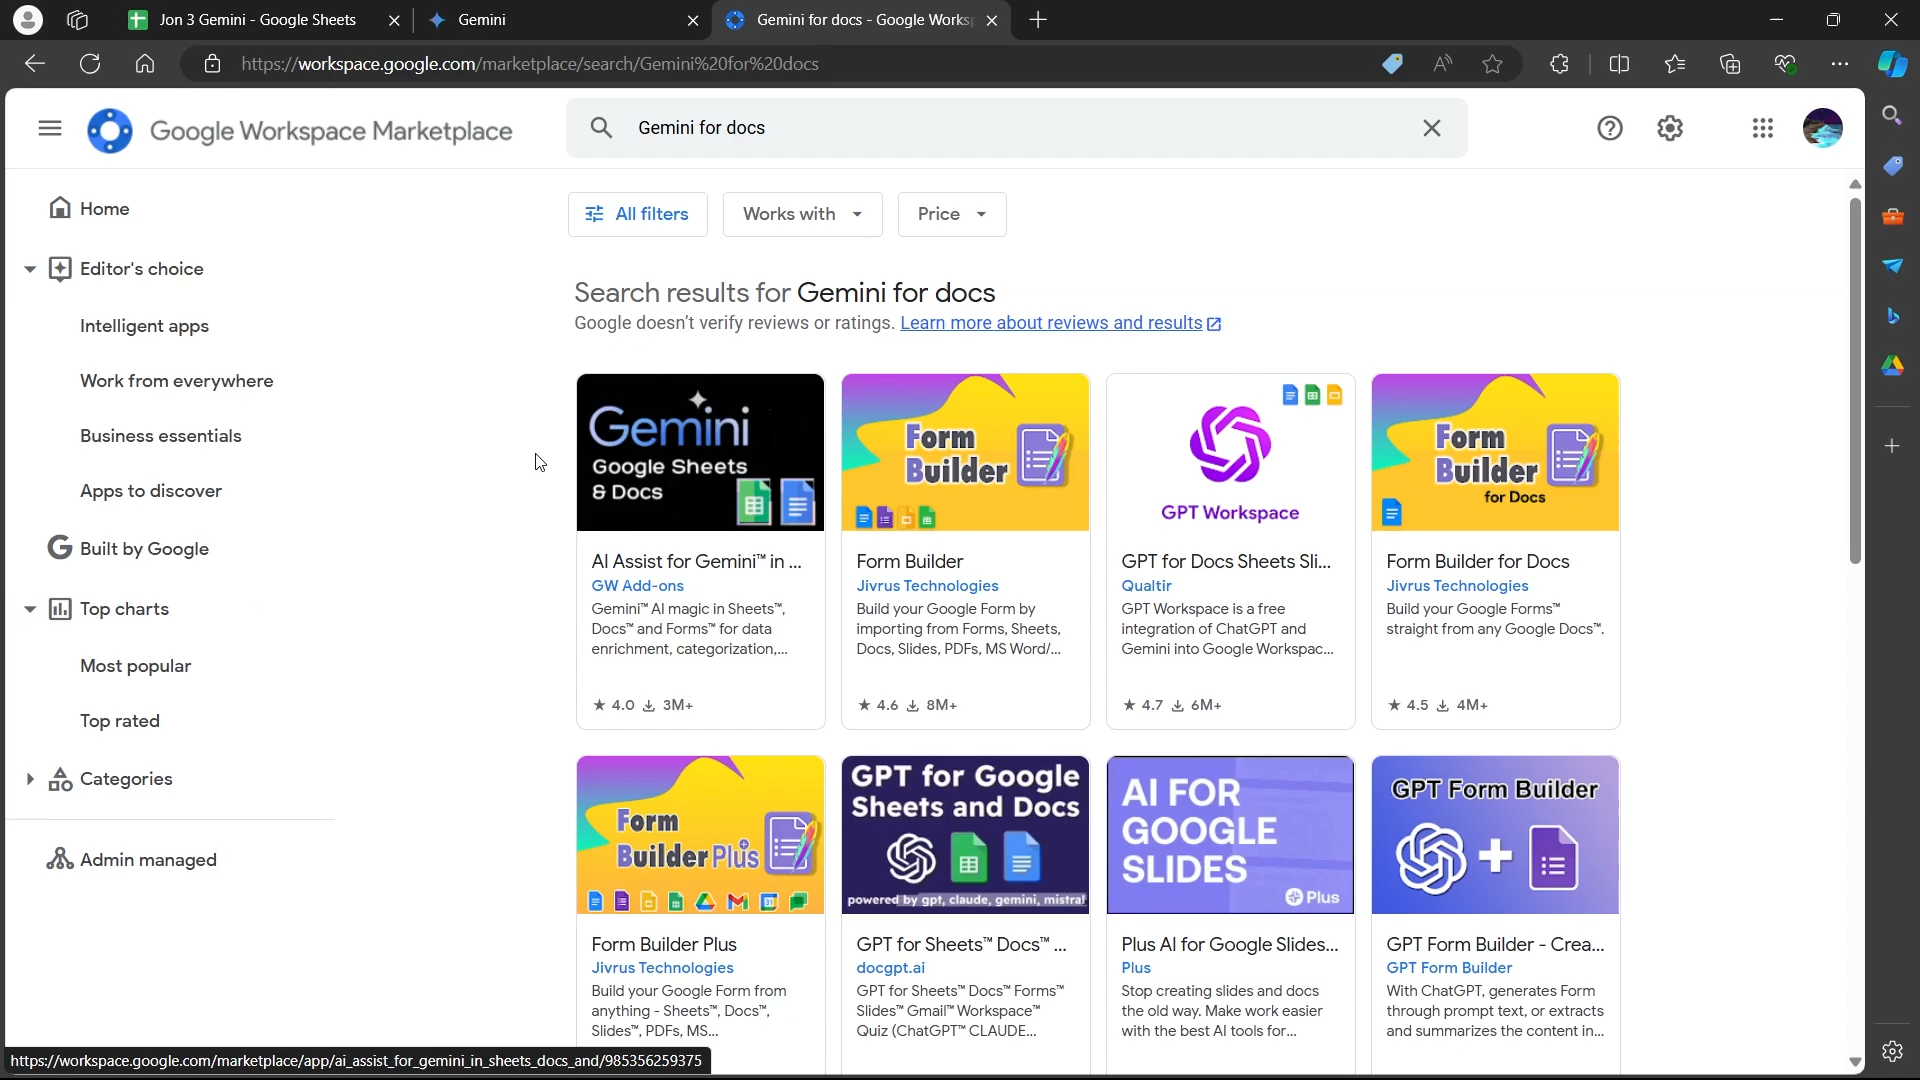 Jon 3 Gemini - Google Sheets
Gemini
Gemini for docs - Google Works
https://workspace.google.com/marketplace/search/Gemini%20for%20docs
Google Workspace Marketplace
Gemini for docs
Home
Editor's choice
Intelligent apps
Work from everywhere
Business essentials
Apps to discover
Built by Google
Top charts
Most popular
Top rated
Categories
Admin managed
All filters
Works with
Price
Search results for Gemini for docs
Google doesn't verify reviews or ratings. Learn more about reviews and results
Gemini
Google Sheets
& Docs
AI Assist for Gemini™ in ...
GW Add-ons
Gemini™ AI magic in Sheets™,
Docs™ and Forms™ for data
enrichment, categorization,...
4.0 3M+
Form
Builder
Form Builder
Jivrus Technologies
Build your Google Form by
importing from Forms, Sheets,
Docs, Slides, PDFs, MS Word/...
4.6 8M+
GPT Workspace
GPT for Docs Sheets Sli...
Qualtir
GPT Workspace is a free
integration of ChatGPT and
Gemini into Google Workspac...
4.7 6M+
Form
Builder
for Docs
Form Builder for Docs
Jivrus Technologies
Build your Google Forms™
straight from any Google Docs™.
4.5 4M+
Form
Builder Plus
Form Builder Plus
Jivrus Technologies
Build your Google Form from
anything - Sheets™, Docs™,
Slides™, PDFs, MS...
GPT for Google
Sheets and Docs
powered by gpt, claude, gemini, mistral
GPT for Sheets™ Docs™ ...
docgpt.ai
GPT for Sheets™ Docs™ Forms™
Slides™ Gmail™ Workspace™
Quiz (ChatGPT™ CLAUDE...
AI FOR
GOOGLE
SLIDES
Plus
Plus AI for Google Slides...
Plus
Stop creating slides and docs
the old way. Make work easier
with the best AI tools for...
GPT Form Builder
GPT Form Builder - Crea...
GPT Form Builder
With ChatGPT, generates Form
through prompt text, or extracts
and summarizes the content in...
https://workspace.google.com/marketplace/app/ai_assist_for_gemini_in_sheets_docs_and/985356259375